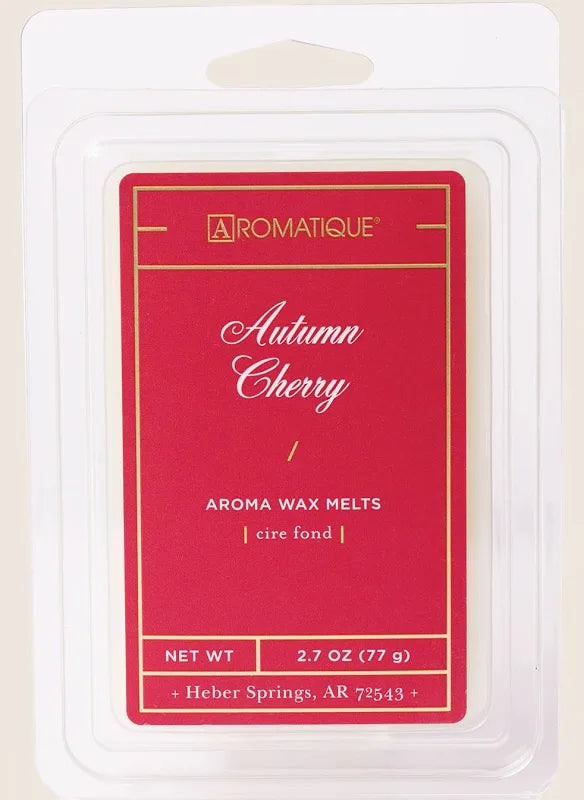 AROMATIQUE®
Autumn
Cherry
/
AROMA WAX MELTS
| cire fond |
NET WT 2.7 OZ (77 g)
+ Heber Springs, AR 72543 +